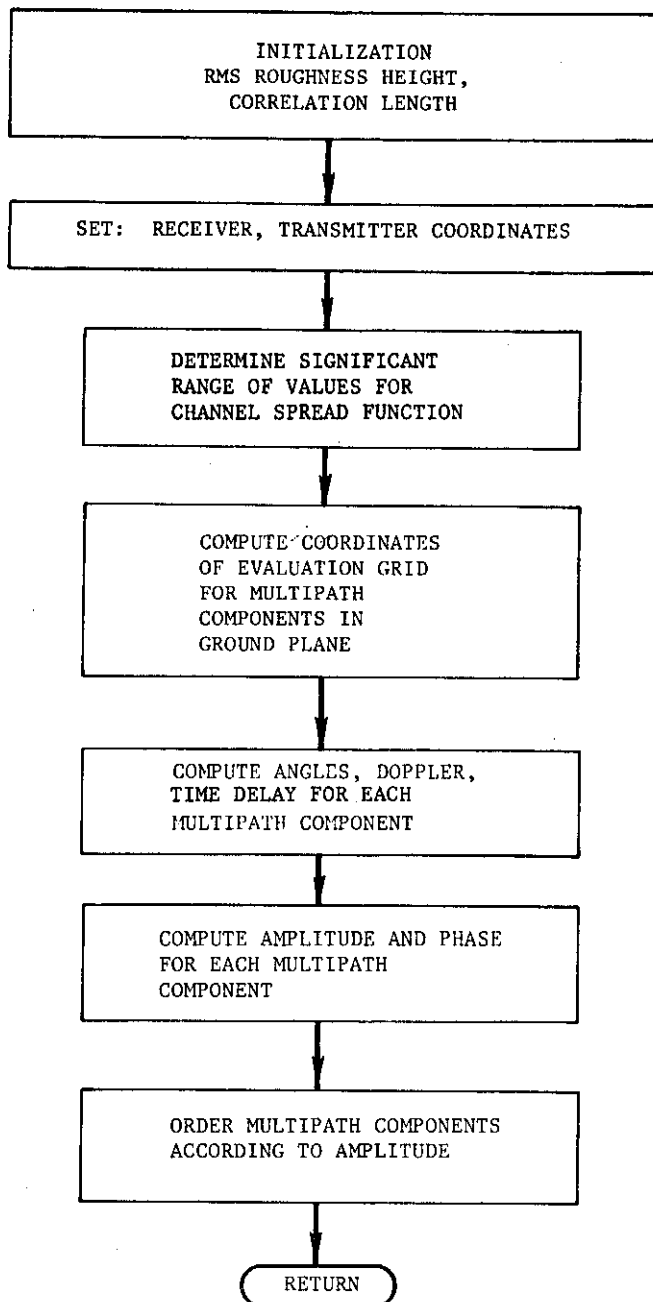 INITIALIZATION
RMS ROUGHNESS HEIGHT,
CORRELATION LENGTH
SET: RECEIVER, TRANSMITTER COORDINATES
DETERMINE SIGNIFICANT
RANGE OF VALUES FOR
CHANNEL SPREAD FUNCTION
COMPUTE COORDINATES
OF EVALUATION GRID
FOR MULTIPATH
COMPONENTS IN
GROUND PLANE
COMPUTE ANGLES, DOPPLER,
TIME DELAY FOR EACH
MULTIPATH COMPONENT
COMPUTE AMPLITUDE AND PHASE
FOR EACH MULTIPATH
COMPONENT
ORDER MULTIPATH COMPONENTS
ACCORDING TO AMPLITUDE
RETURN